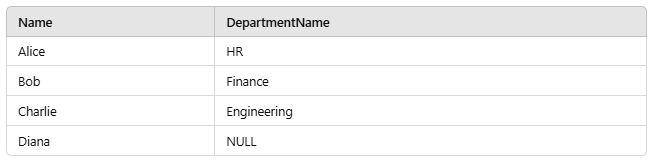 Name DepartmentName
Alice HR
Bob Finance
Charlie Engineering
Diana NULL